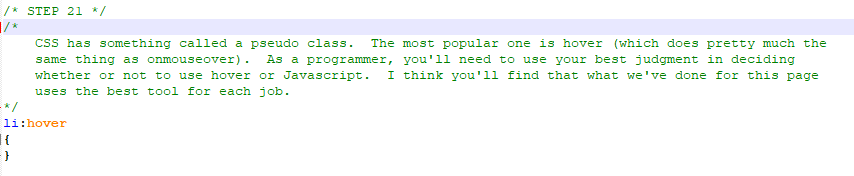 /* STEP 21 */
/*
CSS has something called a pseudo class.  The most popular one is hover (which does pretty much the
same thing as onmouseover).  As a programmer, you'll need to use your best judgment in deciding
whether or not to use hover or Javascript.  I think you'll find that what we've done for this page
uses the best tool for each job.
*/
li:hover
{
}